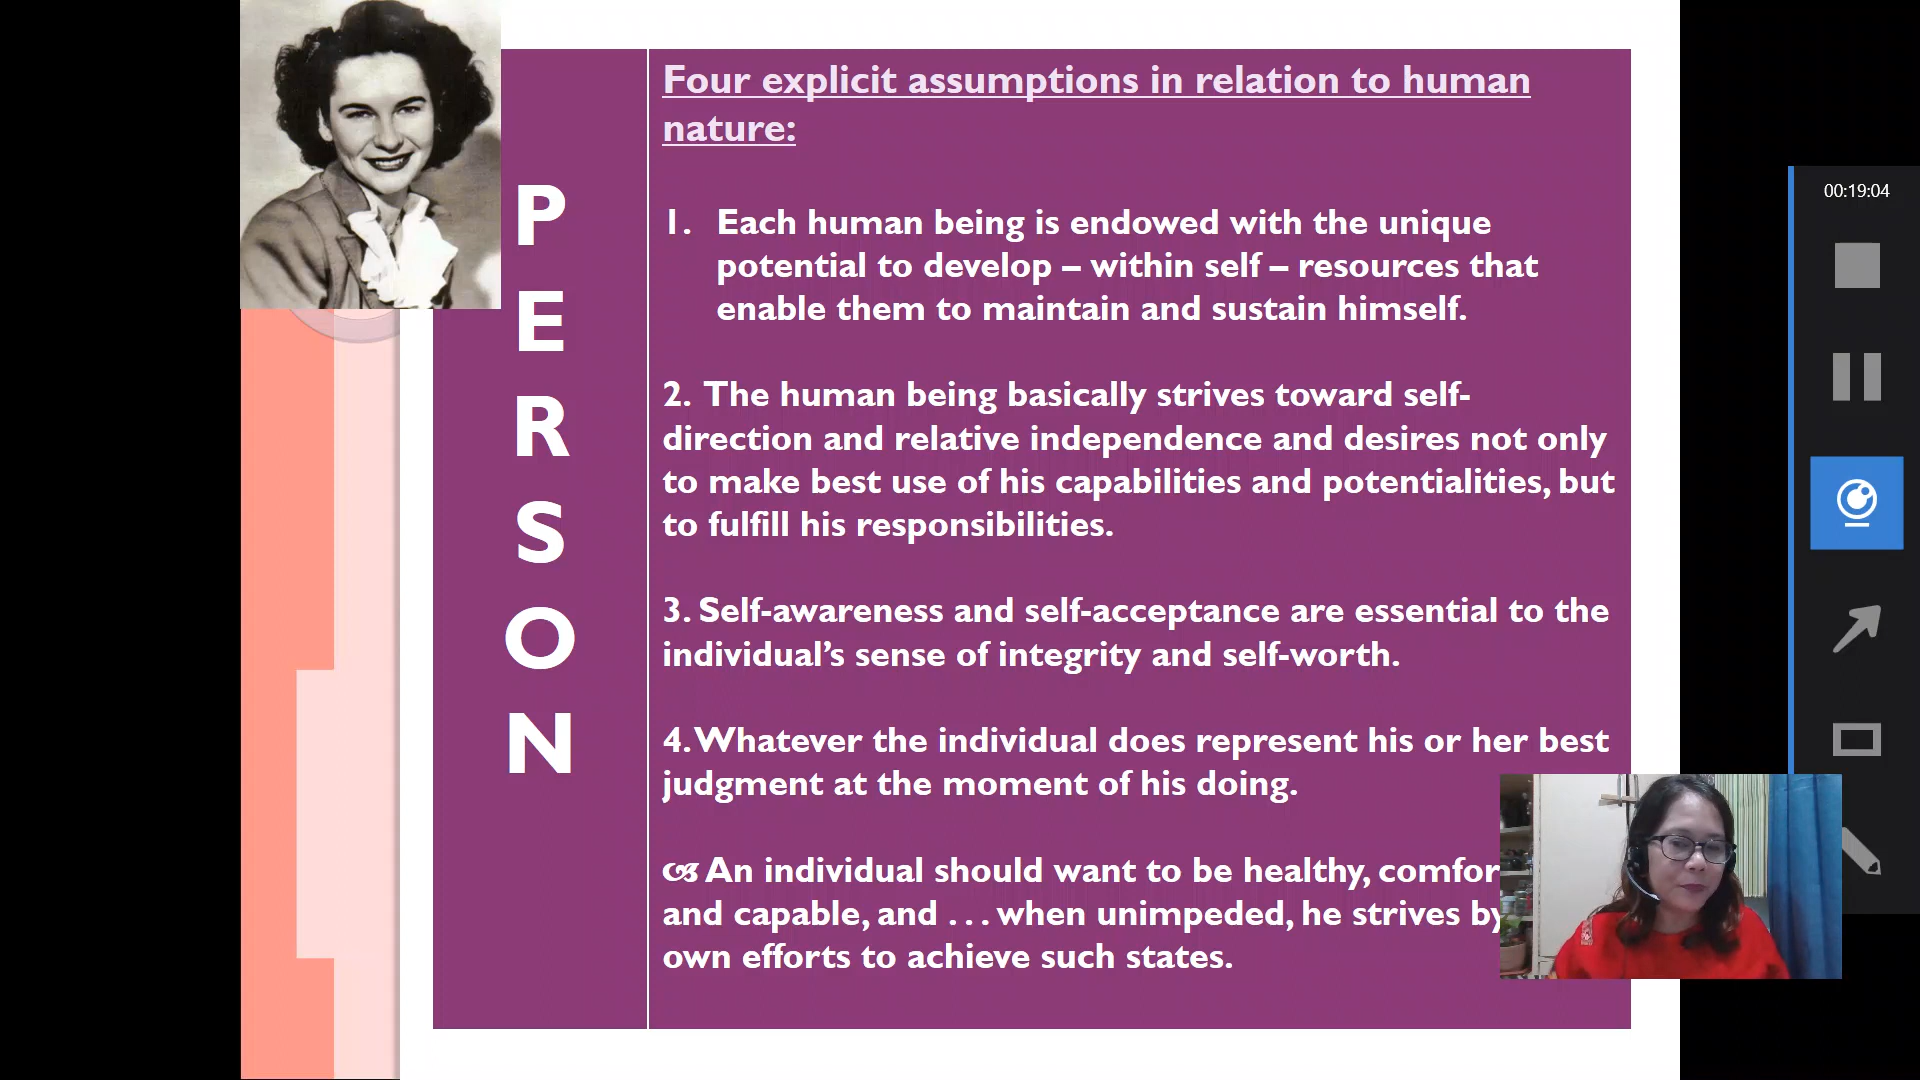 Four explicit assumptions in relation to human
nature:
PERSON
1. Each human being is endowed with the unique
potential to develop – within self – resources that
enable them to maintain and sustain himself.
2. The human being basically strives toward self-
direction and relative independence and desires not only
to make best use of his capabilities and potentialities, but
to fulfill his responsibilities.
3. Self-awareness and self-acceptance are essential to the
individual’s sense of integrity and self-worth.
4. Whatever the individual does represent his or her best
judgment at the moment of his doing.
An individual should want to be healthy,
and capable, and . . . when unimpeded, he strives
own efforts to achieve such states.
00:19:04